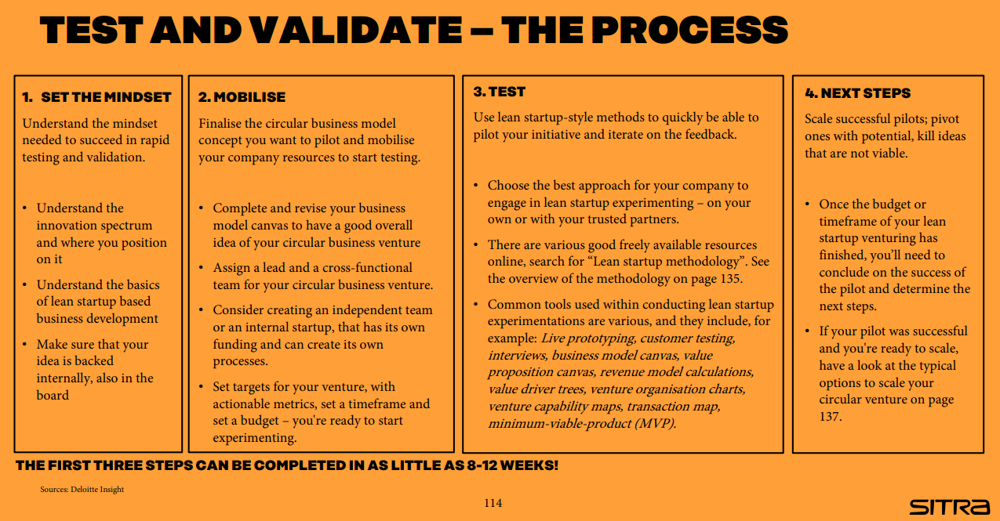 TEST AND VALIDATE – THE PROCESS
1. SET THE MINDSET
Understand the mindset
needed to succeed in rapid
testing and validation.
• Understand the
innovation spectrum
and where you position
on it
• Understand the basics
of lean startup based
business development
• Make sure that your
idea is backed
internally, also in the
board
2. MOBILISE
Finalise the circular business model
concept you want to pilot and mobilise
your company resources to start testing.
• Complete and revise your business
model canvas to have a good overall
idea of your circular business venture
• Assign a lead and a cross-functional
team for your circular business venture.
• Consider creating an independent team
or an internal startup, that has its own
funding and can create its own
processes.
• Set targets for your venture, with
actionable metrics, set a timeframe and
set a budget – you're ready to start
experimenting.
3. TEST
Use lean startup-style methods to quickly be able to
pilot your initiative and iterate on the feedback.
• Choose the best approach for your company to
engage in lean startup experimenting – on your
own or with your trusted partners.
• There are various good freely available resources
online, search for “Lean startup methodology”. See
the overview of the methodology on page 135.
• Common tools used within conducting lean startup
experimentations are various, and they include, for
example: Live prototyping, customer testing,
interviews, business model canvas, value
proposition canvas, revenue model calculations,
value driver trees, venture organisation charts,
venture capability maps, transaction map,
minimum-viable-product (MVP).
4. NEXT STEPS
Scale successful pilots; pivot
ones with potential, kill ideas
that are not viable.
• Once the budget or
timeframe of your lean
startup venturing has
finished, you’ll need to
conclude on the success of
the pilot and determine the
next steps.
• If your pilot was successful
and you're ready to scale,
have a look at the typical
options to scale your
circular venture on page
137.
THE FIRST THREE STEPS CAN BE COMPLETED IN AS LITTLE AS 8-12 WEEKS!
Sources: Deloitte Insight
114
SITRA